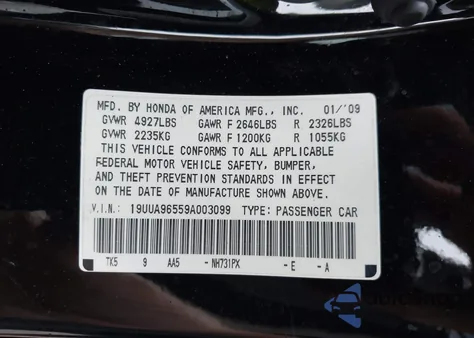 MFD. BY HONDA OF AMERICA MFG., INC. 01/'09
GVWR 4927LBS GAWR F 2646LBS R 2326LBS
GVWR 2235KG GAWR F 1200KG R 1055KG
THIS VEHICLE CONFORMS TO ALL APPLICABLE
FEDERAL MOTOR VEHICLE SAFETY, BUMPER,
AND THEFT PREVENTION STANDARDS IN EFFECT
ON THE DATE OF MANUFACTURE SHOWN ABOVE.
V.I.N.: 19UUA96559A003099 TYPE: PASSENGER CAR
TK5 9 AA5 -NH731PX -E -A